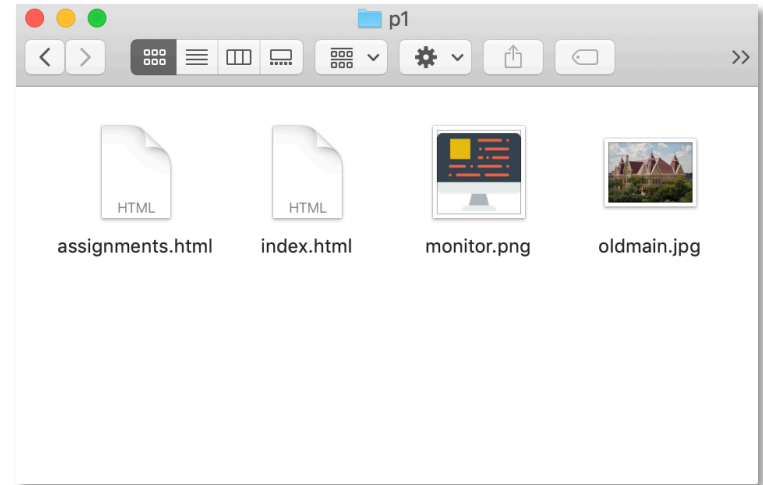 p1
HTML
HTML
assignments.html
index.html
monitor.png
oldmain.jpg